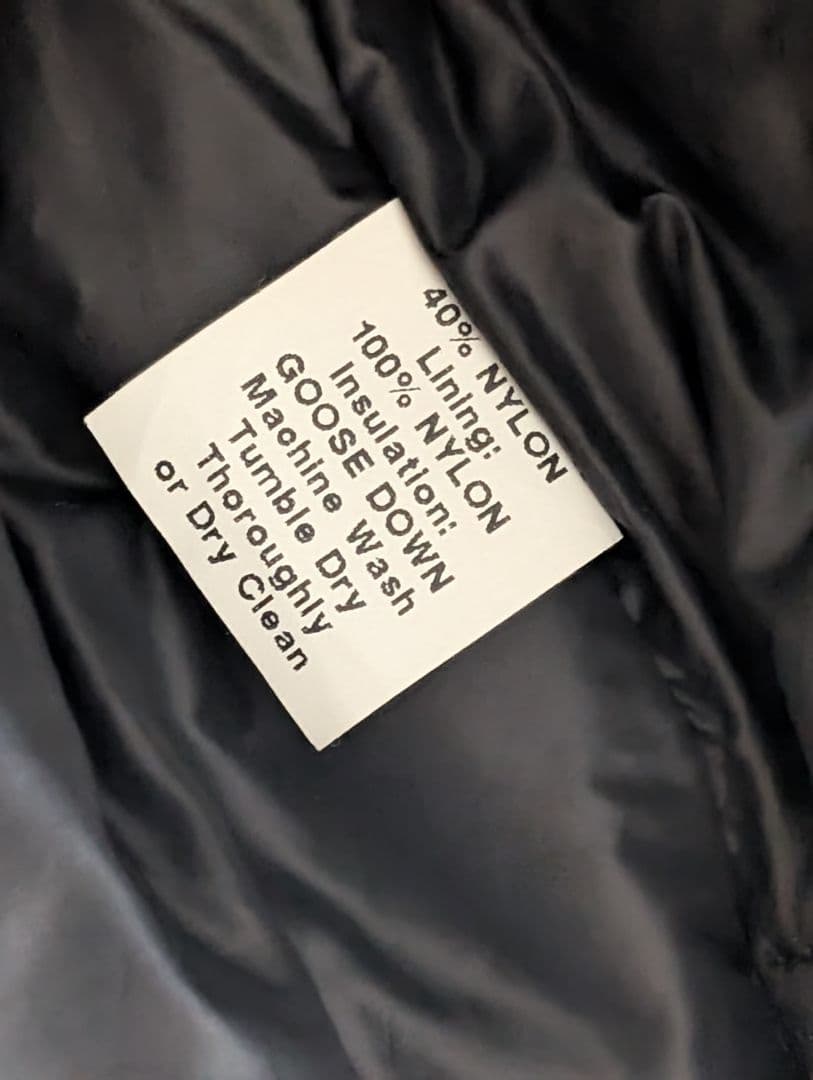 40% NYLON
Lining:
100% NYLON
Insulation:
GOOSE DOWN
Machine Wash
Tumble Dry
Thoroughly
or Dry Clean